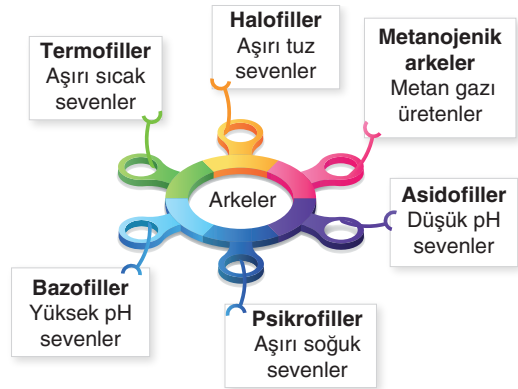 Halofiller
Aşırı tuz
sevenler
Termofiller
Aşırı sıcak
sevenler
Metanojenik
arkeler
Metan gazı
üretenler
Arkeler
Asidofiller
Düşük pH
sevenler
Bazofiller
Yüksek pH
sevenler
Psikrofiller
Aşırı soğuk
sevenler